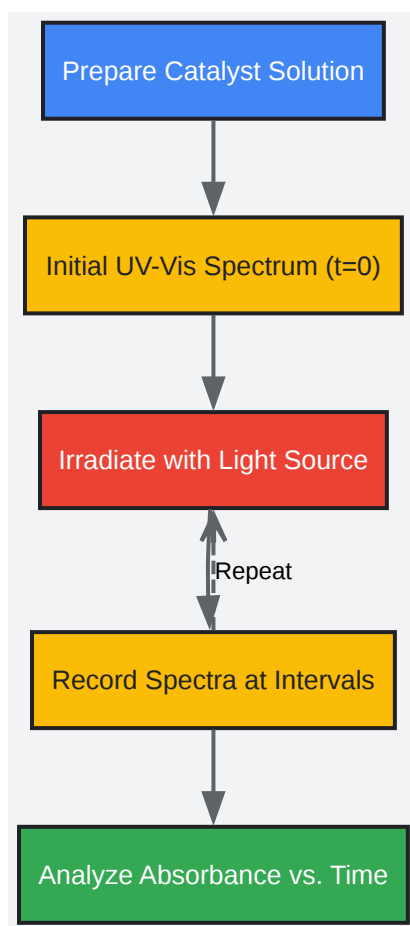 Prepare Catalyst Solution
Initial UV-Vis Spectrum (t=0)
Irradiate with Light Source
Repeat
Record Spectra at Intervals
Analyze Absorbance vs. Time